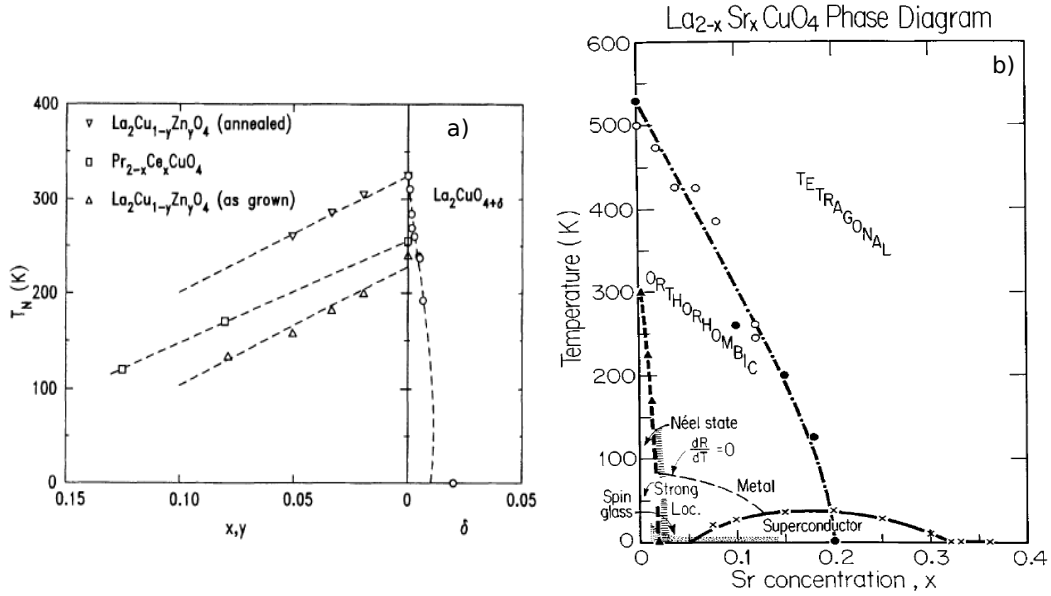 400
▽ La₂Cu₁₋yZnyO₄ (annealed)
a)
□ Pr₂₋ₓCeₓCuO₄
300
△ La₂Cu₁₋yZnyO₄ (as grown)
La₂CuO₄₊δ
T_N (K)
200
100
0
0.15 0.10 0.05 0 0.05
x,y δ
La₂₋ₓSrₓCuO₄ Phase Diagram
600
b)
500
TETRAGONAL
400
Temperature (K)
300
ORTHORHOMBIC
200
Néel state
dR/dT =0
100
Strong
Metal
Spin glass
Loc.
Superconductor
0
0 0.1 0.2 0.3 0.4
Sr concentration , x